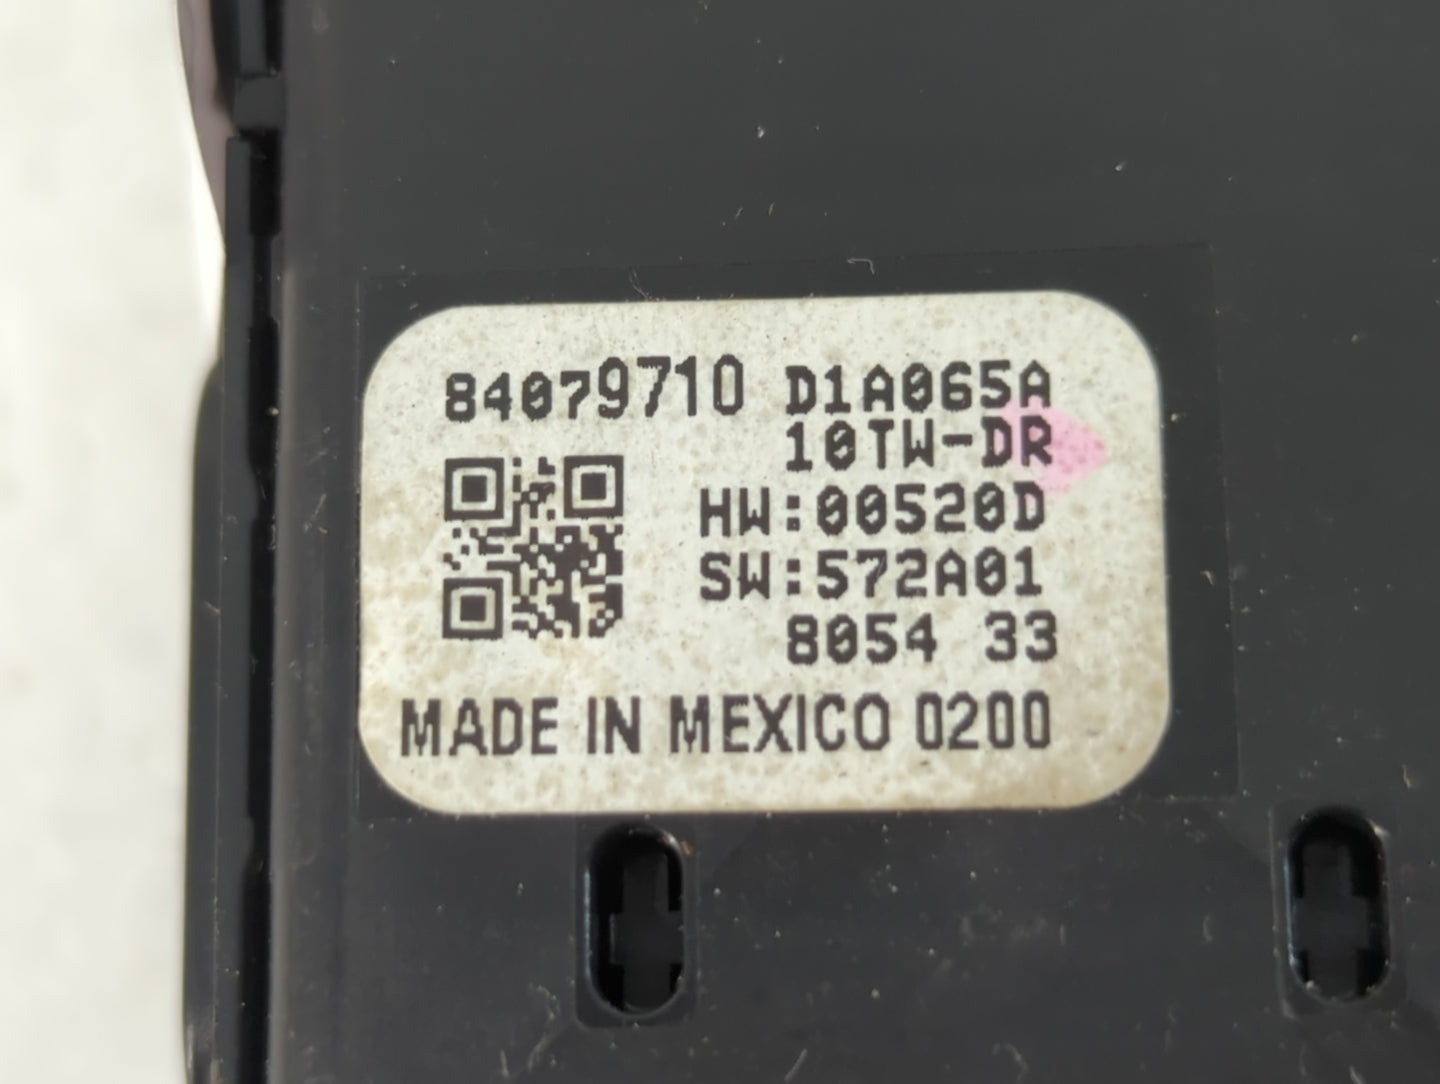 84079710 D1A065A
10TW-DR
HW:00520D
SW:572A01
8054 33
MADE IN MEXICO 0200